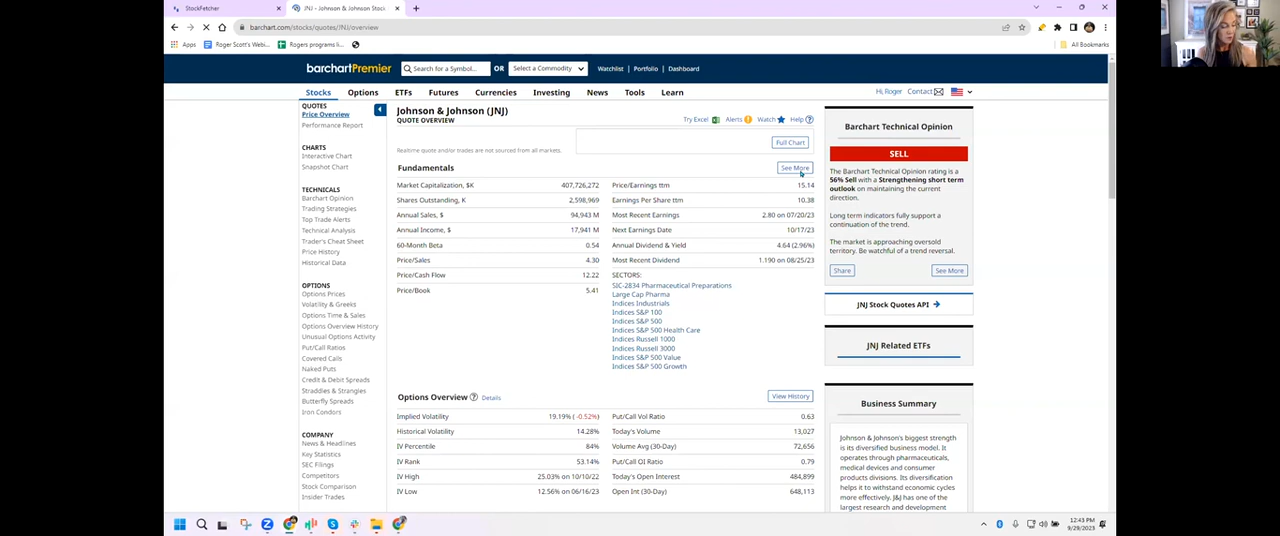 StockFetcher
JNJ - Johnson & Johnson Stock
barchart.com/stocks/quotes/JNJ/overview
Apps Roger Scott's Webi... Rogers programs li... All Bookmarks
barchartPremier Search for a Symbol... OR Select a Commodity Watchlist Portfolio Dashboard
Stocks Options ETFs Futures Currencies Investing News Tools Learn Hi, Roger Contact
QUOTES
Price Overview
Performance Report
CHARTS
Interactive Chart
Snapshot Chart
TECHNICALS
Barchart Opinion
Trading Strategies
Top Trade Alerts
Technical Analysis
Trader's Cheat Sheet
Price History
Historical Data
OPTIONS
Options Prices
Volatility & Greeks
Options Time & Sales
Options Overview History
Unusual Options Activity
Put/Call Ratios
Covered Calls
Naked Puts
Credit & Debit Spreads
Straddles & Strangles
Butterfly Spreads
Iron Condors
COMPANY
News & Headlines
Key Statistics
SEC Filings
Competitors
Stock Comparison
Insider Trades
Johnson & Johnson (JNJ)
QUOTE OVERVIEW Try Excel Alerts Watch Help
Full Chart
Realtime quote and/or trades are not sourced from all markets.
Fundamentals See More
Market Capitalization, $K 407,726,272 Price/Earnings ttm 15.14
Shares Outstanding, K 2,598,969 Earnings Per Share ttm 10.38
Annual Sales, $ 94,943 M Most Recent Earnings 2.80 on 07/20/23
Annual Income, $ 17,941 M Next Earnings Date 10/17/23
60-Month Beta 0.54 Annual Dividend & Yield 4.64 (2.96%)
Price/Sales 4.30 Most Recent Dividend 1.190 on 08/25/23
Price/Cash Flow 12.22 SECTORS:
Price/Book 5.41 SIC-2834 Pharmaceutical Preparations
Large Cap Pharma
Indices Industrials
Indices S&P 100
Indices S&P 500
Indices S&P 500 Health Care
Indices Russell 1000
Indices Russell 3000
Indices S&P 500 Value
Indices S&P 500 Growth
Options Overview Details View History
Implied Volatility 19.19% ( -0.52%) Put/Call Vol Ratio 0.63
Historical Volatility 14.28% Today's Volume 13,027
IV Percentile 84% Volume Avg (30-Day) 72,656
IV Rank 53.14% Put/Call OI Ratio 0.79
IV High 25.03% on 10/10/22 Today's Open Interest 484,899
IV Low 12.56% on 06/16/23 Open Int (30-Day) 648,113
Barchart Technical Opinion
SELL
The Barchart Technical Opinion rating is a
56% Sell with a Strengthening short term
outlook on maintaining the current
direction.
Long term indicators fully support a
continuation of the trend.
The market is approaching oversold
territory. Be watchful of a trend reversal.
Share See More
JNJ Stock Quotes API
JNJ Related ETFs
Business Summary
Johnson & Johnson's biggest strength
is its diversified business model. It
operates through pharmaceuticals,
medical devices and consumer
products divisions. Its diversification
helps it to withstand economic cycles
more effectively. J&J has one of the
largest research and development
12:43 PM
9/29/2023